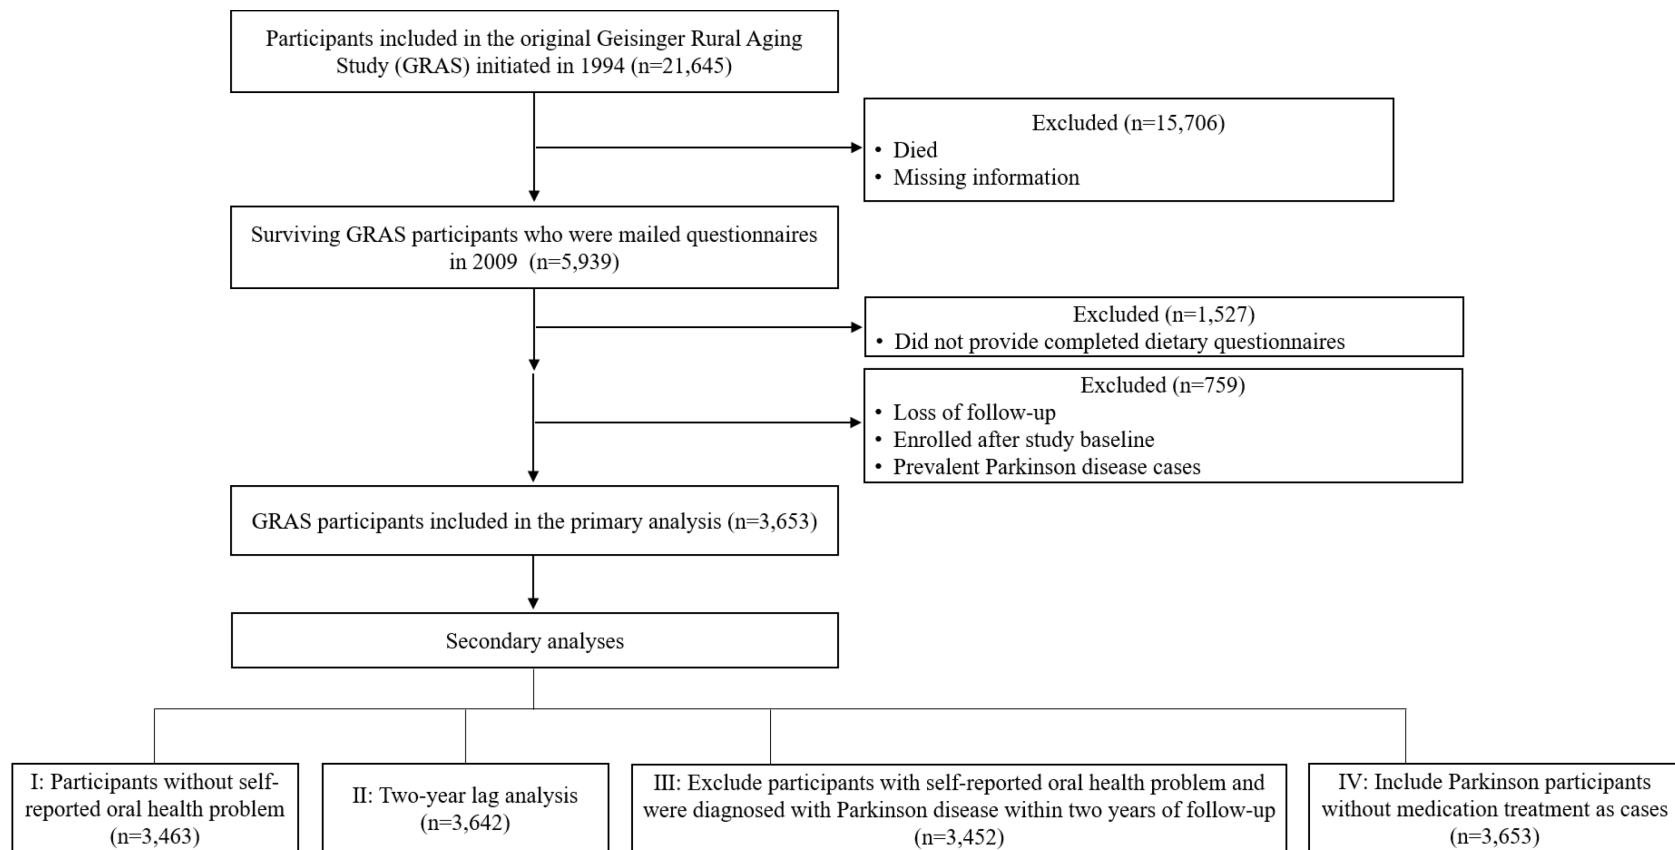 Participants included in the original Geisinger Rural Aging
Study (GRAS) initiated in 1994 (n=21,645)
Excluded (n=15,706)
• Died
• Missing information
Surviving GRAS participants who were mailed questionnaires
in 2009 (n=5,939)
Excluded (n=1,527)
• Did not provide completed dietary questionnaires
Excluded (n=759)
• Loss of follow-up
• Enrolled after study baseline
• Prevalent Parkinson disease cases
GRAS participants included in the primary analysis (n=3,653)
Secondary analyses
I: Participants without self-
reported oral health problem
(n=3,463)
II: Two-year lag analysis
(n=3,642)
III: Exclude participants with self-reported oral health problem and
were diagnosed with Parkinson disease within two years of follow-up
(n=3,452)
IV: Include Parkinson participants
without medication treatment as cases
(n=3,653)